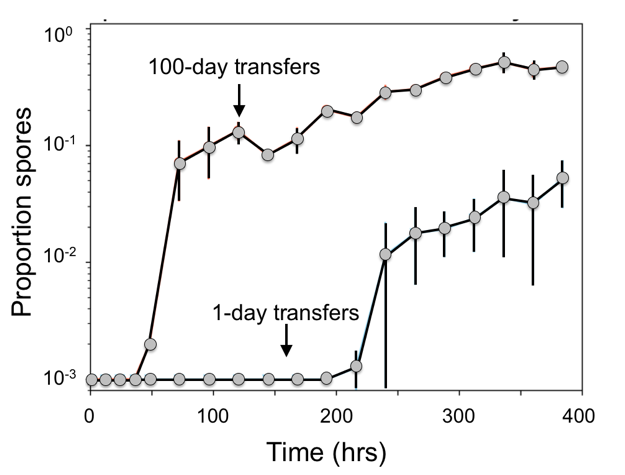 10⁰
100-day transfers
10⁻¹
Proportion spores
10⁻²
1-day transfers
10⁻³
0 100 200 300 400
Time (hrs)